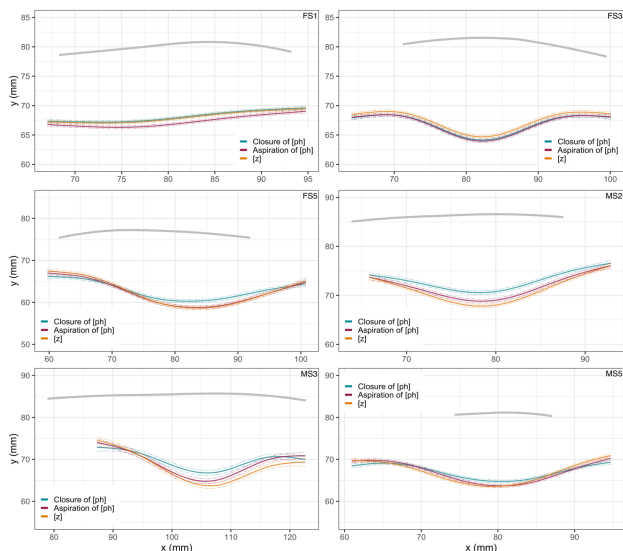 FS1
FS3
85
80
75
70
65
60
85
80
75
70
65
60
y (mm)
Closure of [ph]
Aspiration of [ph]
[z]
Closure of [ph]
Aspiration of [ph]
[z]
70
75
80
85
90
95
70
80
90
100
FS5
MS2
80
70
60
50
90
80
70
60
y (mm)
Closure of [ph]
Aspiration of [ph]
[z]
Closure of [ph]
Aspiration of [ph]
[z]
60
70
80
90
100
70
80
90
MS3
MS5
90
80
70
60
90
80
70
60
y (mm)
Closure of [ph]
Aspiration of [ph]
[z]
Closure of [ph]
Aspiration of [ph]
[z]
80
90
100
110
120
60
70
80
90
x (mm)
x (mm)